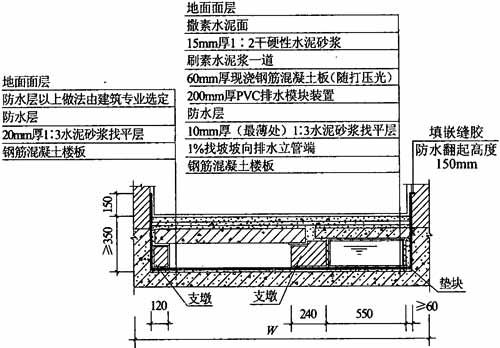 地面面层
撒素水泥面
15mm厚1：2干硬性水泥砂浆
刷素水泥浆一道
60mm厚现浇钢筋混凝土板(随打压光)
200mm厚PVC排水模块装置
防水层
10mm厚（最薄处）1:3水泥砂浆找平层
1%找坡坡向排水立管端
钢筋混凝土楼板
地面面层
防水层以上做法由建筑专业选定
防水层
20mm厚1:3水泥砂浆找平层
钢筋混凝土楼板
填嵌缝胶
防水翻起高度
150mm
150
≥350
支墩
支墩
垫块
120
240
550
≥60
W